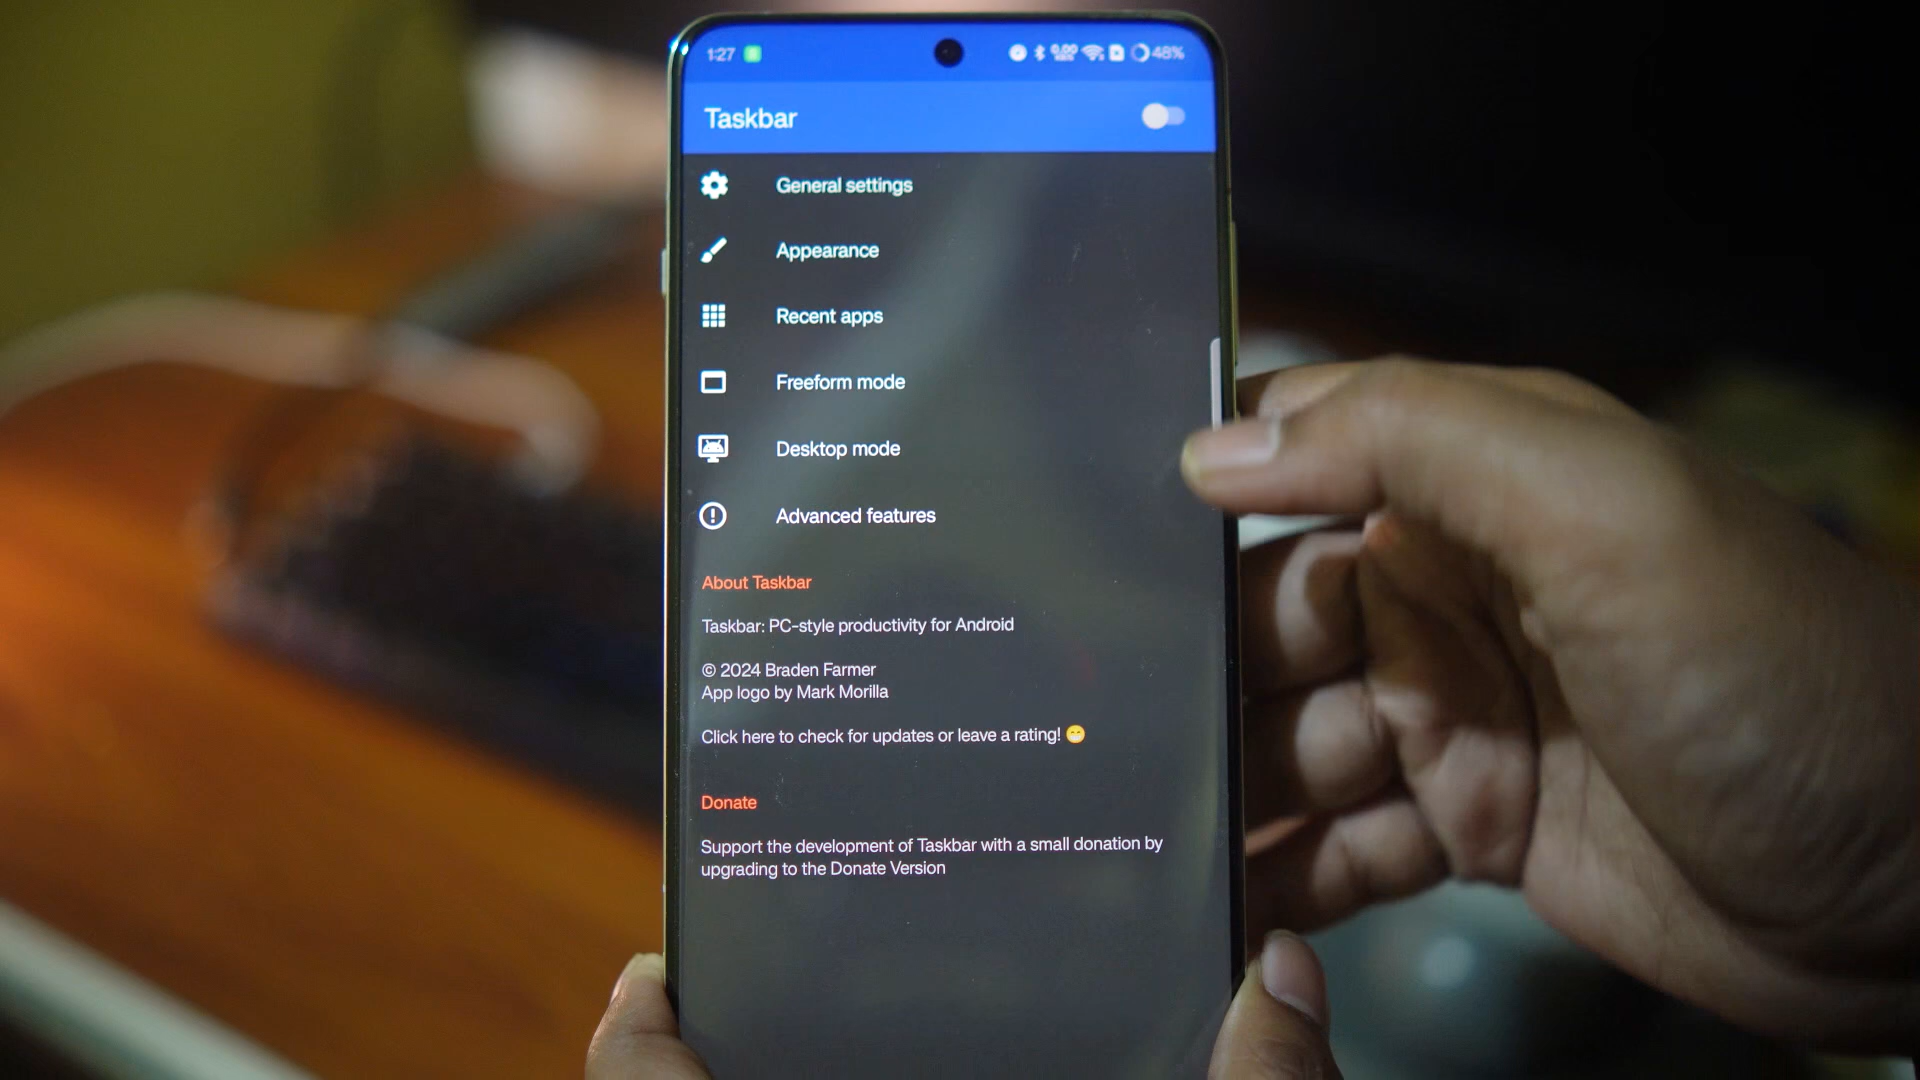 1:27
0.00
48%
Taskbar
General settings
Appearance
Recent apps
Freeform mode
Desktop mode
Advanced features
About Taskbar
Taskbar: PC-style productivity for Android
© 2024 Braden Farmer
App logo by Mark Morilla
Click here to check for updates or leave a rating! 😁
Donate
Support the development of Taskbar with a small donation by
upgrading to the Donate Version